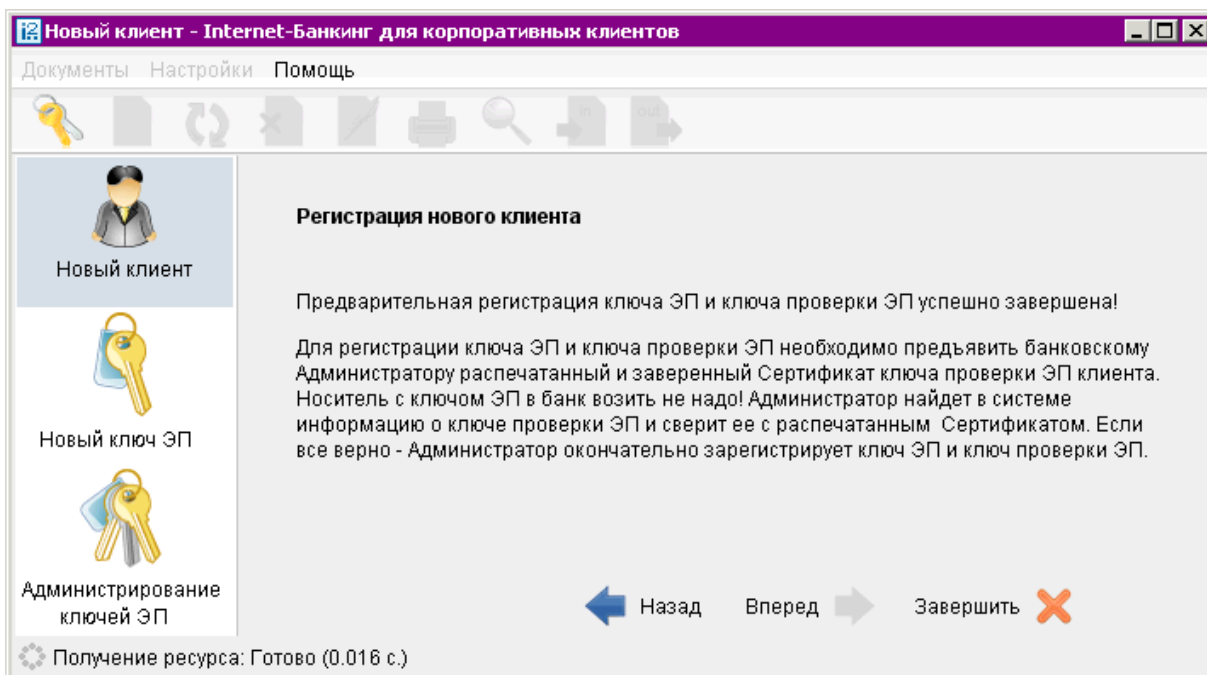 Новый клиент - Internet-Банкинг для корпоративных клиентов
Документы Настройки Помощь
in out
Новый клиент
Новый ключ ЭП
Администрирование
ключей ЭП
Регистрация нового клиента
Предварительная регистрация ключа ЭП и ключа проверки ЭП успешно завершена!
Для регистрации ключа ЭП и ключа проверки ЭП необходимо предъявить банковскому
Администратору распечатанный и заверенный Сертификат ключа проверки ЭП клиента.
Носитель с ключом ЭП в банк возить не надо! Администратор найдет в системе
информацию о ключе проверки ЭП и сверит ее с распечатанным Сертификатом. Если
все верно - Администратор окончательно зарегистрирует ключ ЭП и ключ проверки ЭП.
Назад Вперед Завершить
Получение ресурса: Готово (0.016 с.)